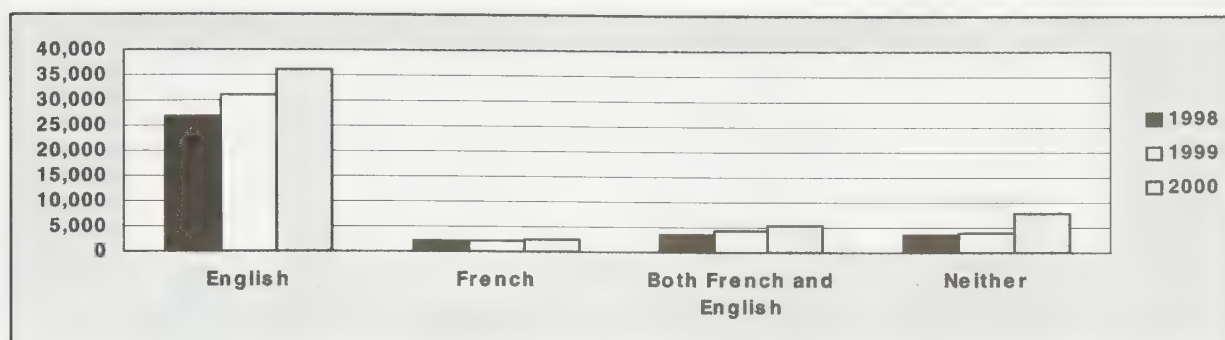 40,000
35,000
30,000
25,000
20,000
15,000
10,000
5,000
0
English
French
Both French and
English
Neither
1998
1999
2000